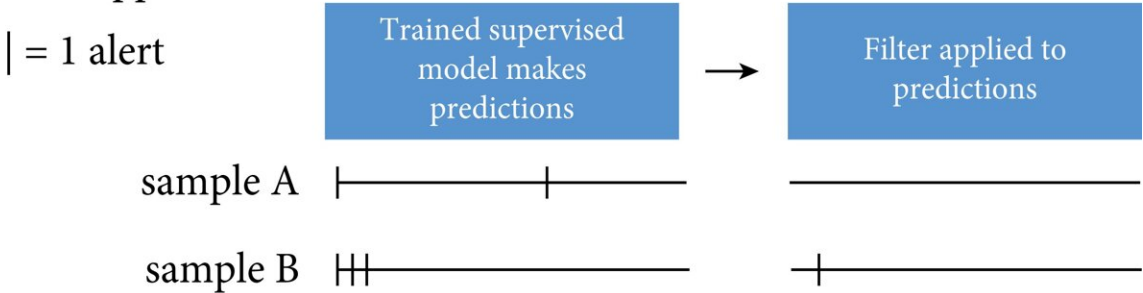 | = 1 alert
Trained supervised
model makes
predictions
Filter applied to
predictions
sample A
sample B